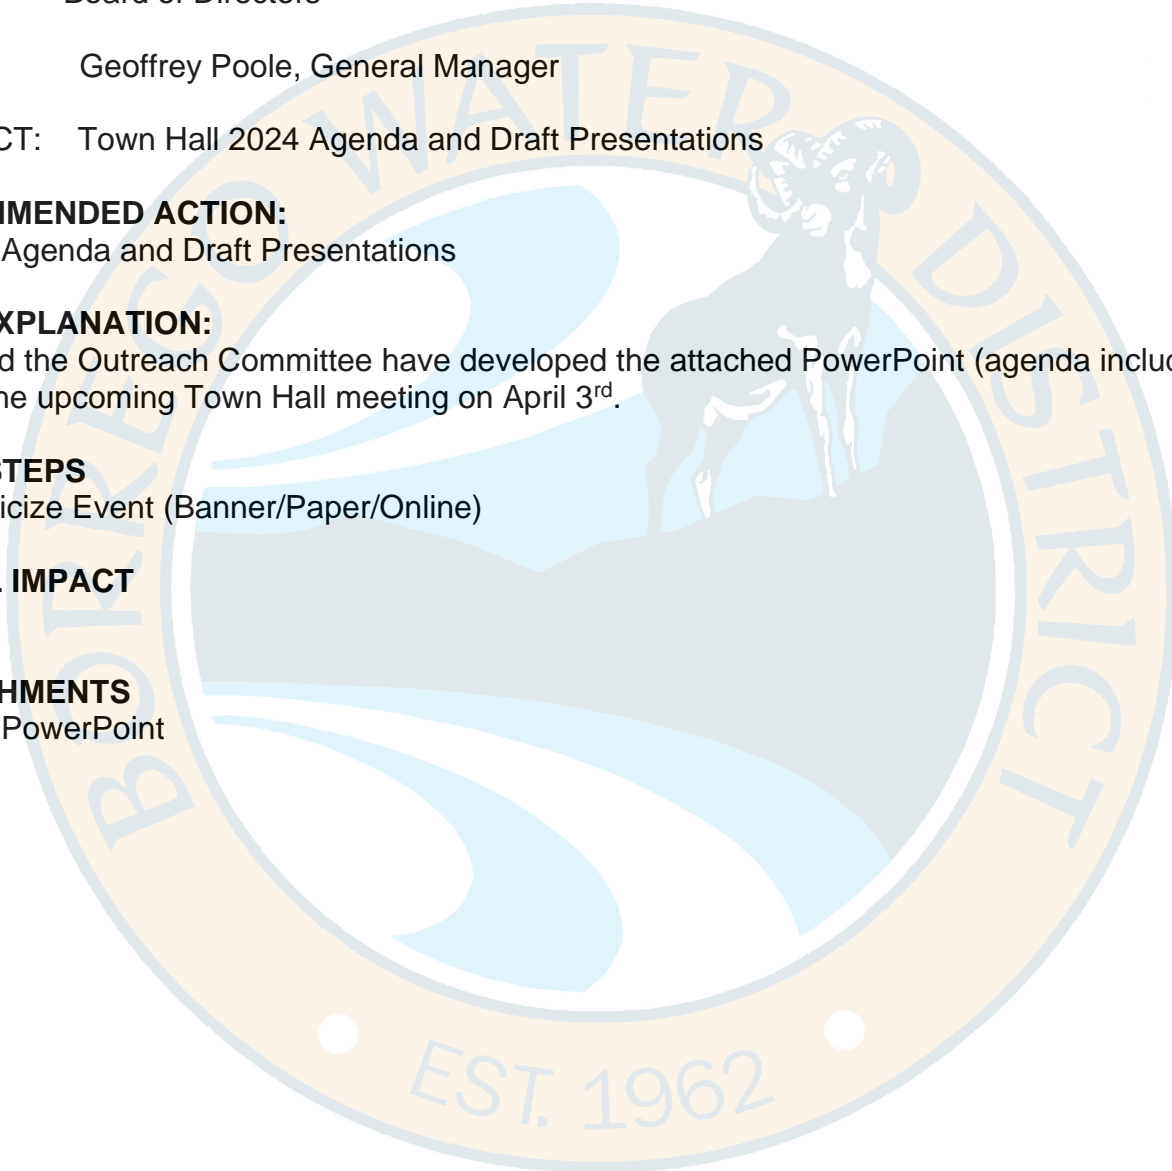 Board of Directors
Geoffrey Poole, General Manager
CT: Town Hall 2024 Agenda and Draft Presentations
MMENDED ACTION:
Agenda and Draft Presentations
XPLANATION:
d the Outreach Committee have developed the attached PowerPoint (agenda includ
he upcoming Town Hall meeting on April 3rd.
STEPS
icize Event (Banner/Paper/Online)
IMPACT
HMENTS
PowerPoint
BORREGO WATER DISTRICT
EST. 1962